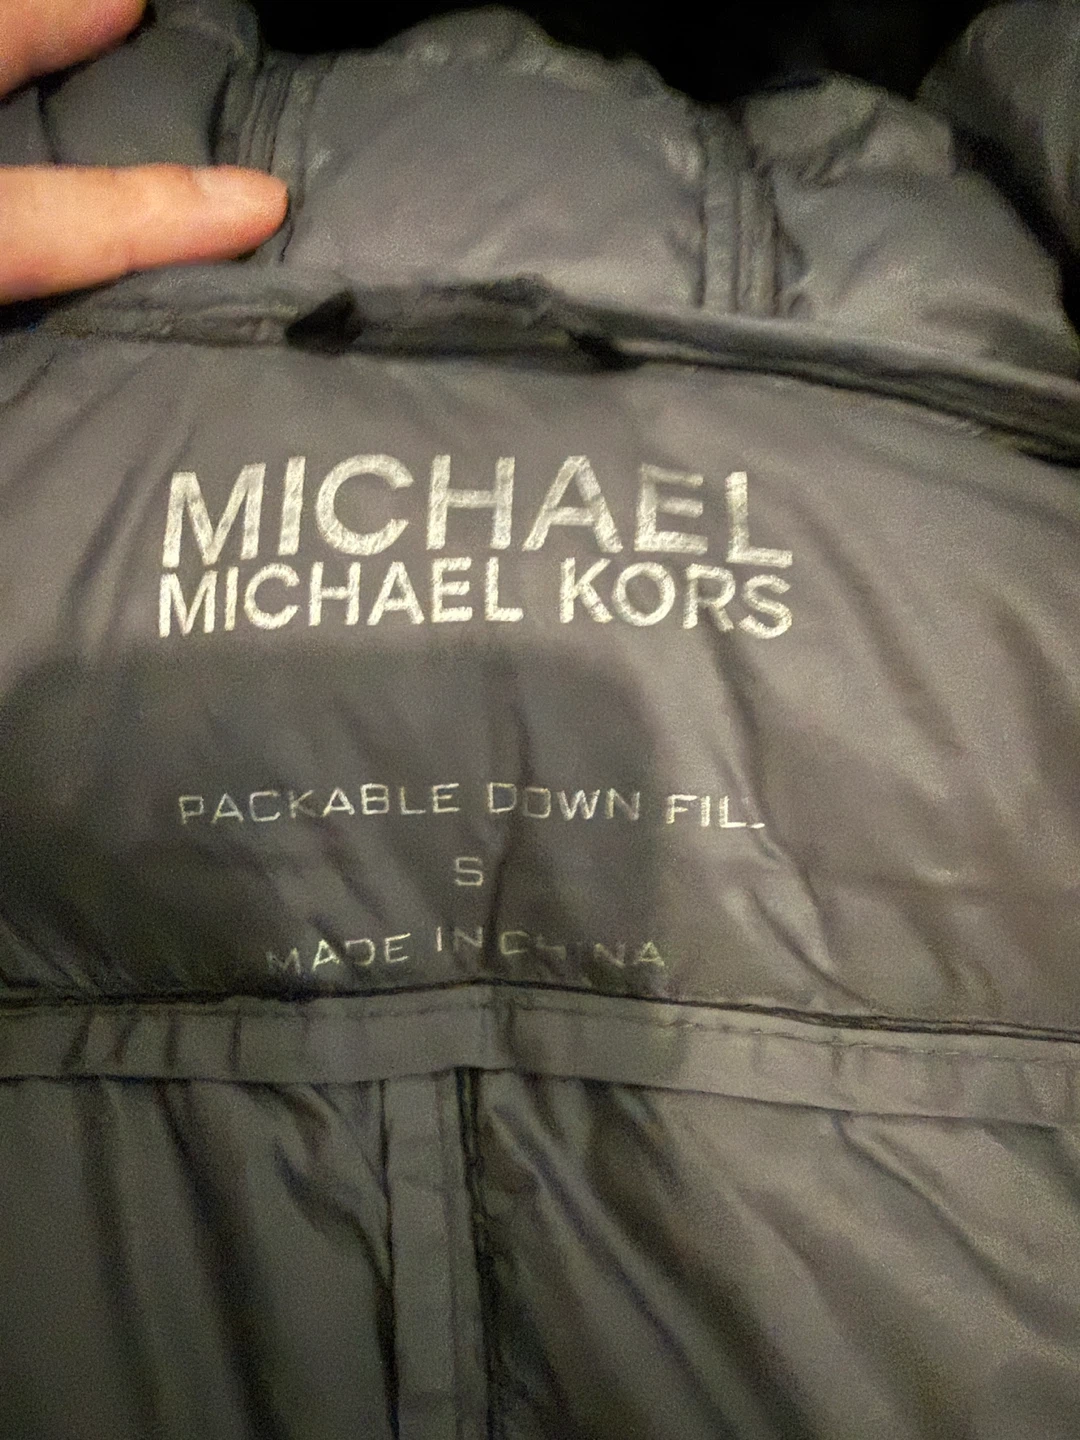 MICHAEL
MICHAEL KORS
PACKABLE DOWN FILL
S
MADE IN CHINA